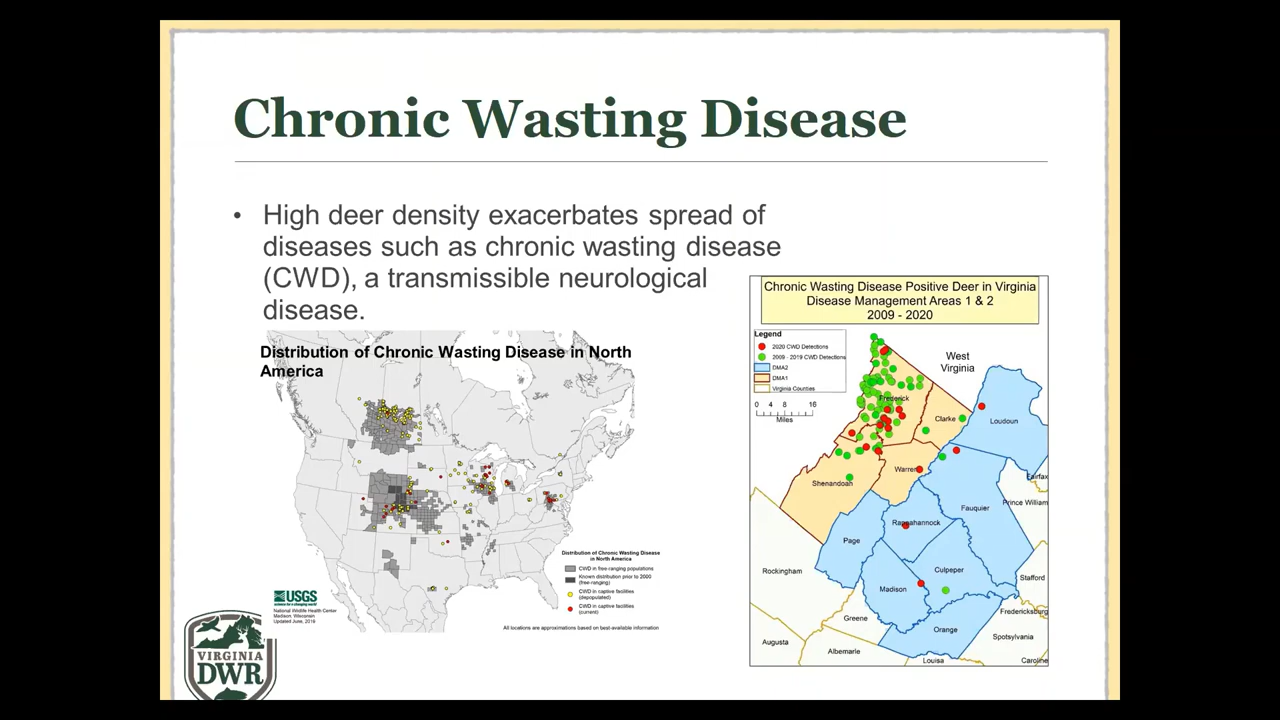 Chronic Wasting Disease
• High deer density exacerbates spread of
diseases such as chronic wasting disease
(CWD), a transmissible neurological
disease.
Distribution of Chronic Wasting Disease in North
America
Distribution of Chronic Wasting Disease
in North America
CWD in free-ranging populations
Known distribution prior to 2000
(free-ranging)
CWD in captive facilities
(depopulated)
CWD in captive facilities
(current)
All locations are approximations based on best-available information
USGS
science for a changing world
National Wildlife Health Center
Madison, Wisconsin
Updated June, 2016
VIRGINIA
DWR
Chronic Wasting Disease Positive Deer in Virginia
Disease Management Areas 1 & 2
2009 - 2020
Legend
2020 CWD Detections
2009 - 2019 CWD Detections
DMA2
DMA1
Virginia Counties
0 4 8 16
Miles
West
Virginia
Frederick
Clarke
Loudoun
Warren
Shenandoah
Fairfax
Prince William
Fauquier
Rappahannock
Page
Rockingham
Culpeper
Stafford
Madison
Fredericksburg
Greene
Orange
Spotsylvania
Augusta
Albemarle
Louisa
Caroline